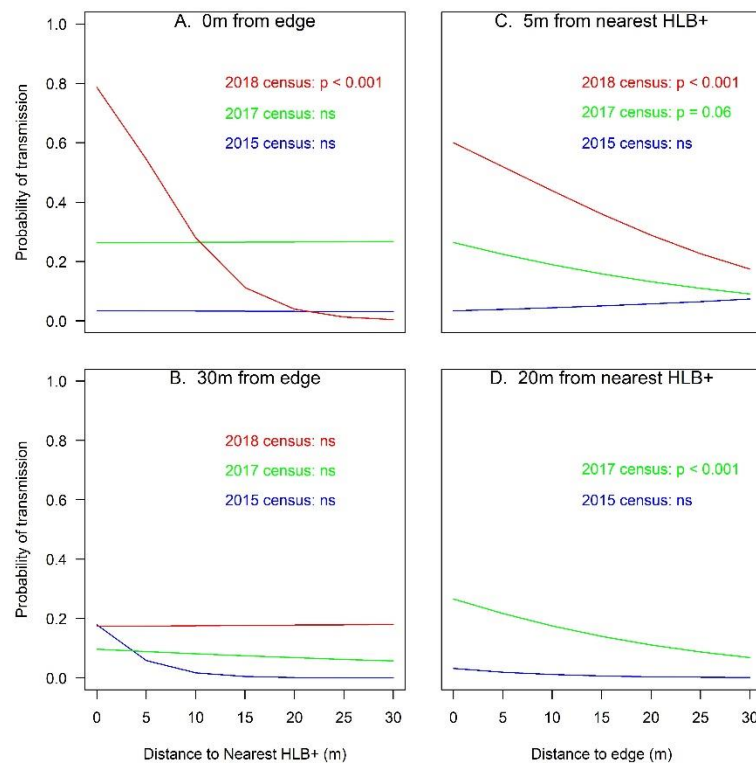 A. 0m from edge
2018 census: p < 0.001
2017 census: ns
2015 census: ns
Probability of transmission
1.0
0.8
0.6
0.4
0.2
0.0
C. 5m from nearest HLB+
2018 census: p < 0.001
2017 census: p = 0.06
2015 census: ns
B. 30m from edge
2018 census: ns
2017 census: ns
2015 census: ns
Probability of transmission
1.0
0.8
0.6
0.4
0.2
0.0
0 5 10 15 20 25 30
Distance to Nearest HLB+ (m)
D. 20m from nearest HLB+
2017 census: p < 0.001
2015 census: ns
0 5 10 15 20 25 30
Distance to edge (m)